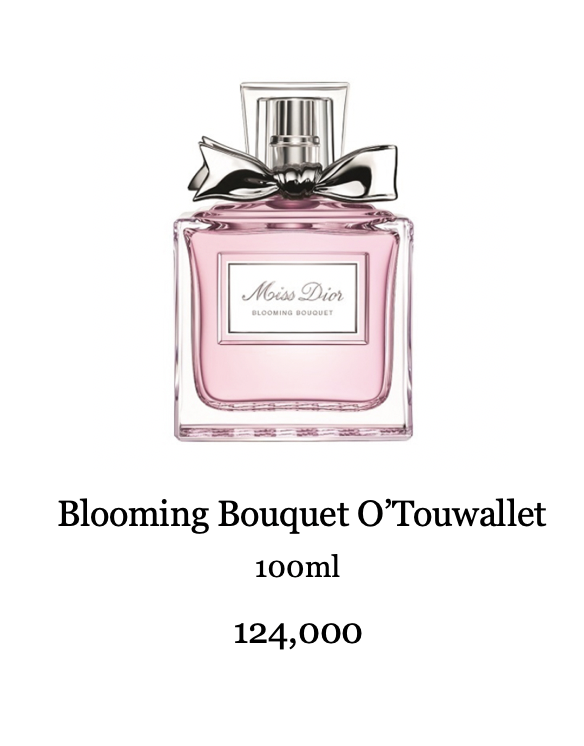 Miss Dior
BLOOMING BOUQUET
Blooming Bouquet O’Touwallet
100ml
124,000